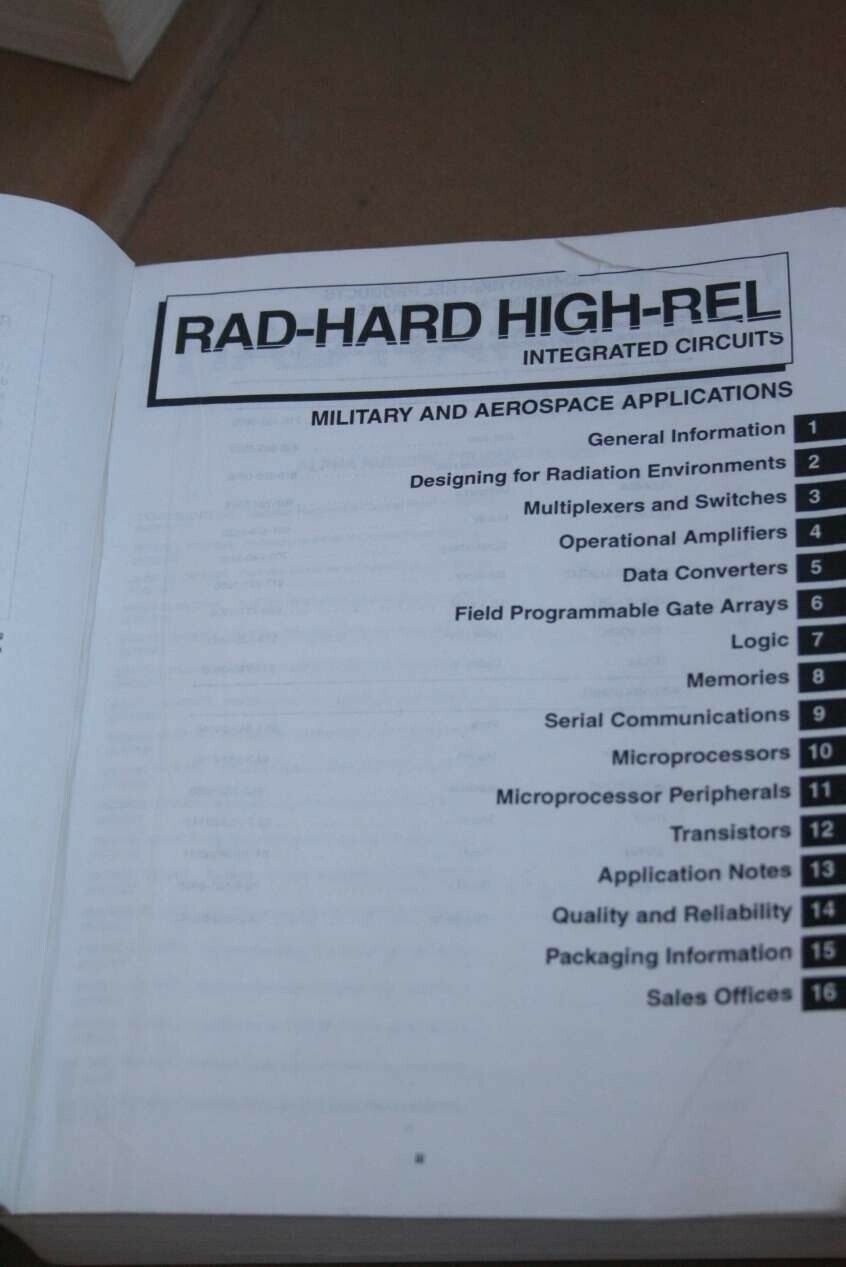 RAD-HARD HIGH-REL
INTEGRATED CIRCUITS
MILITARY AND AEROSPACE APPLICATIONS
General Information 1
Designing for Radiation Environments 2
Multiplexers and Switches 3
Operational Amplifiers 4
Data Converters 5
Field Programmable Gate Arrays 6
Logic 7
Memories 8
Serial Communications 9
Microprocessors 10
Microprocessor Peripherals 11
Transistors 12
Application Notes 13
Quality and Reliability 14
Packaging Information 15
Sales Offices 16